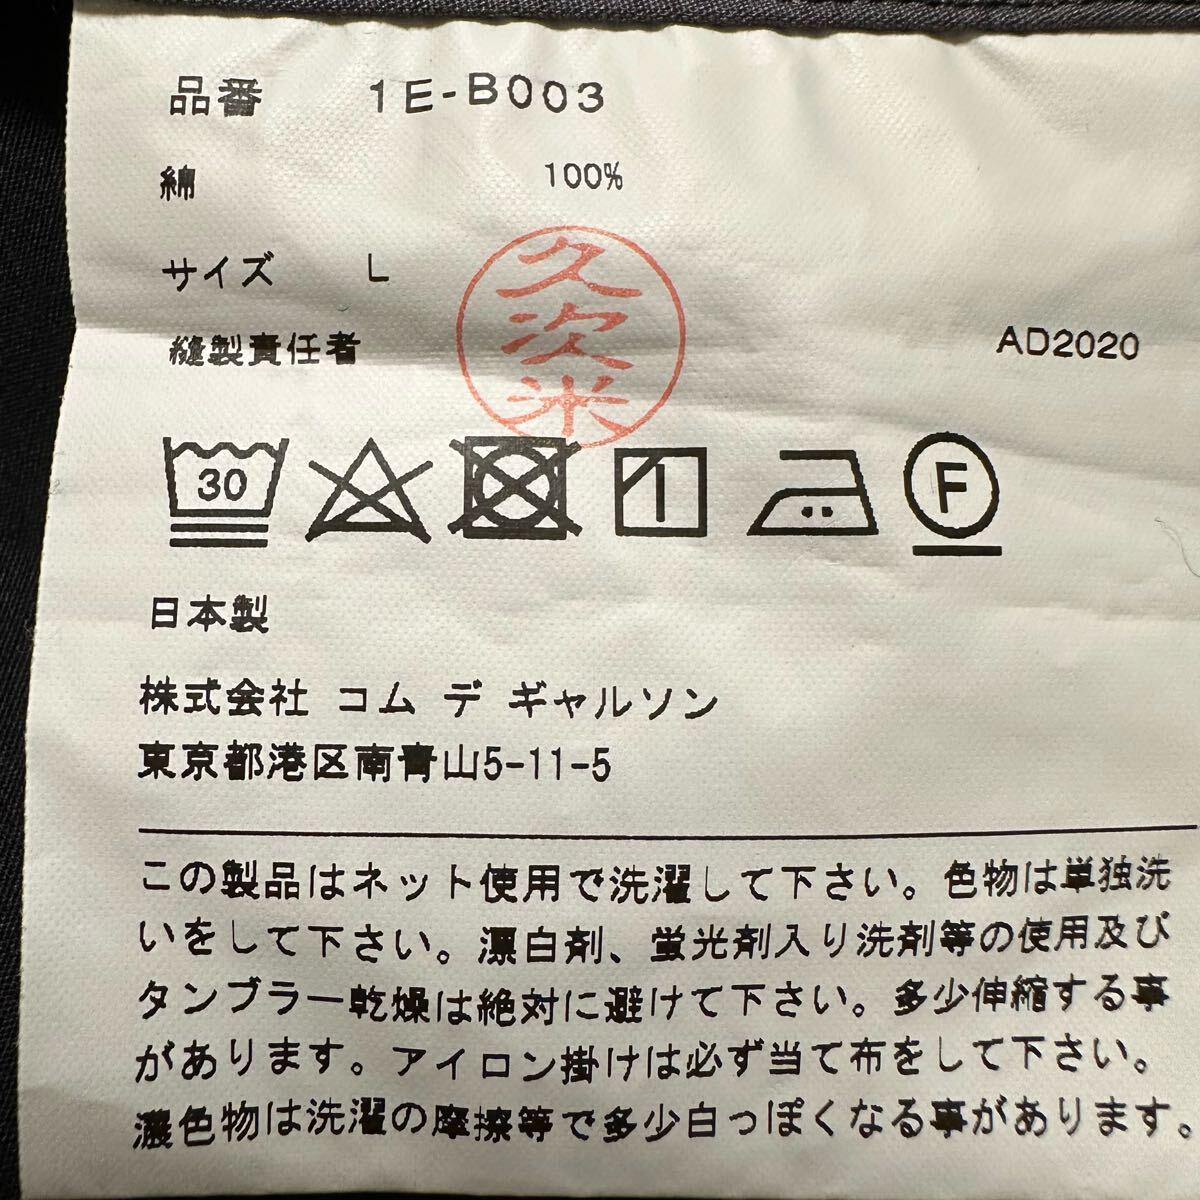 品番 1E-B003
綿 100%
サイズ L
久次米
縫製責任者
AD2020
30
F
日本製
株式会社 コム デ ギャルソン
東京都港区南青山5-11-5
この製品はネット使用で洗濯して下さい。色物は単独洗
いをして下さい。漂白剤、蛍光剤入り洗剤等の使用及び
タンブラー乾燥は絶対に避けて下さい。多少伸縮する事
があります。アイロン掛けは必ず当て布をして下さい。
濃色物は洗濯の摩擦等で多少白っぽくなる事があります。